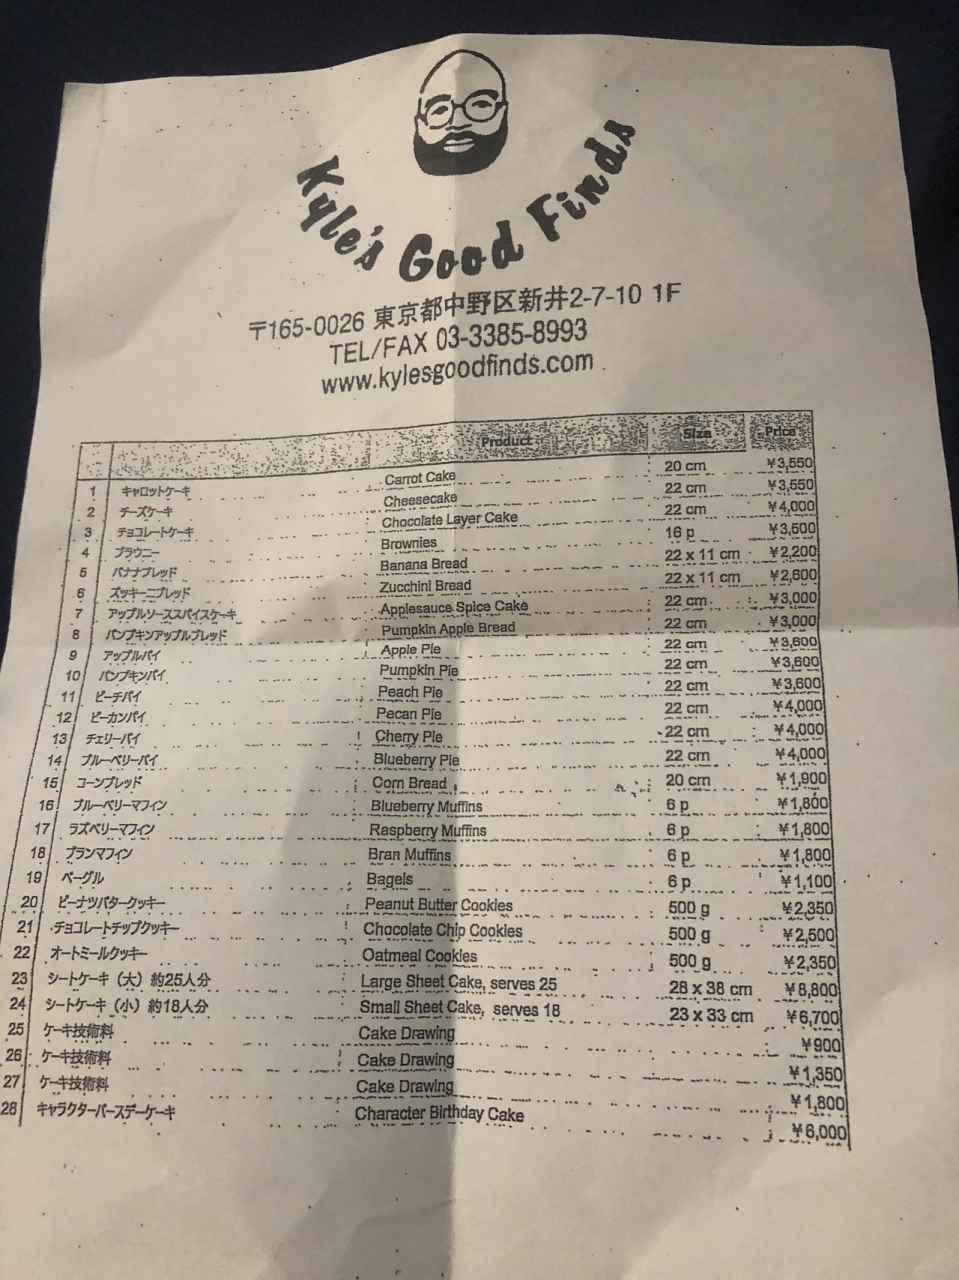 Kyle's Good Finds
〒165-0026 東京都中野区新井2-7-10 1F
TEL/FAX 03-3385-8993
www.kylesgoodfinds.com
Product Size Price
1 キャロットケーキ Carrot Cake 20 cm ¥3,550
2 チーズケーキ Cheesecake 22 cm ¥3,550
3 チョコレートケーキ Chocolate Layer Cake 22 cm ¥4,000
4 ブラウニー Brownies 16 p ¥3,500
5 バナナブレッド Banana Bread 22 x 11 cm ¥2,200
6 ズッキーニブレッド Zucchini Bread 22 x 11 cm ¥2,600
7 アップルソーススパイスケーキ Applesauce Spice Cake 22 cm ¥3,000
8 パンプキンアップルブレッド Pumpkin Apple Bread 22 cm ¥3,000
9 アップルパイ Apple Pie 22 cm ¥3,600
10 パンプキンパイ Pumpkin Pie 22 cm ¥3,600
11 ピーチパイ Peach Pie 22 cm ¥3,600
12 ピーカンパイ Pecan Pie 22 cm ¥4,000
13 チェリーパイ Cherry Pie 22 cm ¥4,000
14 ブルーベリーパイ Blueberry Pie 22 cm ¥4,000
15 コーンブレッド Corn Bread 20 cm ¥1,900
16 ブルーベリーマフィン Blueberry Muffins 6 p ¥1,800
17 ラズベリーマフィン Raspberry Muffins 6 p ¥1,800
18 ブランマフィン Bran Muffins 6 p ¥1,800
19 ベーグル Bagels 6 p ¥1,100
20 ピーナツバタークッキー Peanut Butter Cookies 500 g ¥2,350
21 チョコレートチップクッキー Chocolate Chip Cookies 500 g ¥2,500
22 オートミールクッキー Oatmeal Cookies 500 g ¥2,350
23 シートケーキ（大）約25人分 Large Sheet Cake, serves 25 28 x 38 cm ¥8,800
24 シートケーキ（小）約18人分 Small Sheet Cake, serves 18 23 x 33 cm ¥6,700
25 ケーキ技術料 Cake Drawing ¥900
26 ケーキ技術料 Cake Drawing ¥1,350
27 ケーキ技術料 Cake Drawing ¥1,800
28 キャラクターバースデーケーキ Character Birthday Cake ¥6,000